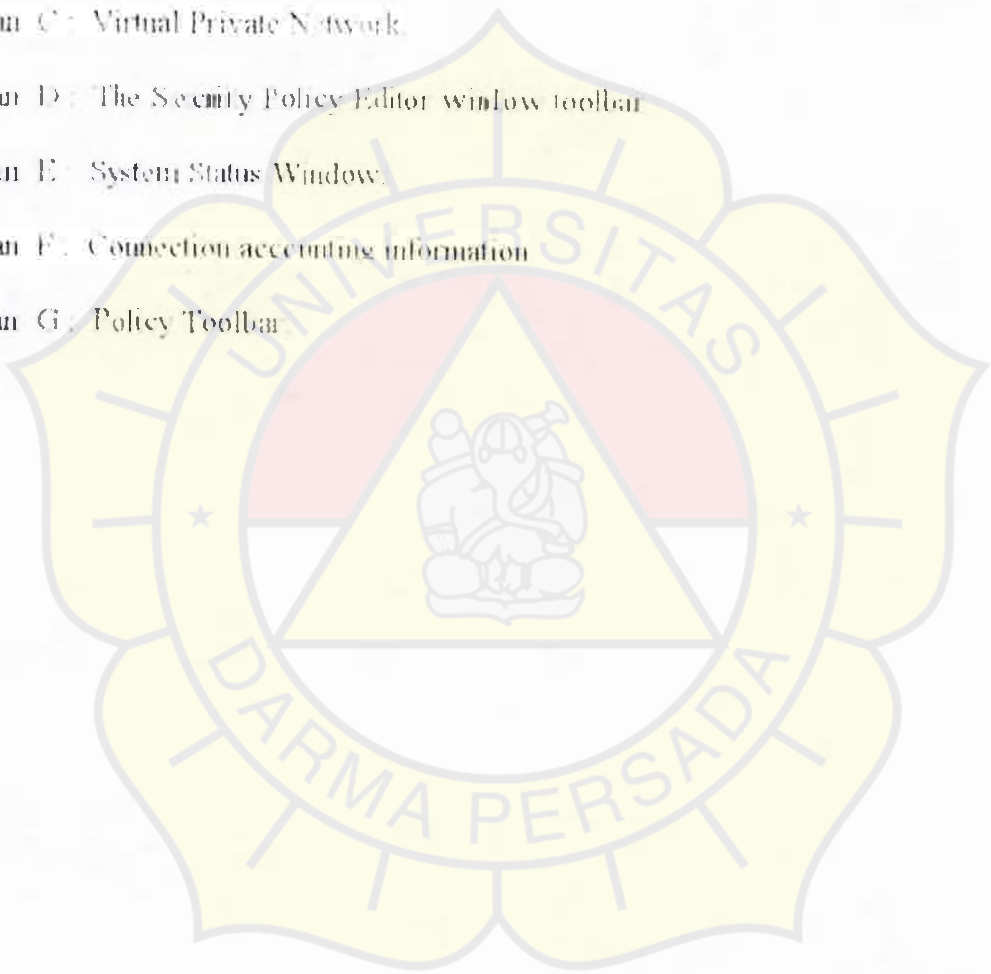 an C : Virtual Private Network.
an D : The Security Policy Editor window toolbar
an E : System Status Window.
an F : Connection accounting information
an G : Policy Toolbar
UNIVERSITAS
DARMA PERSADA